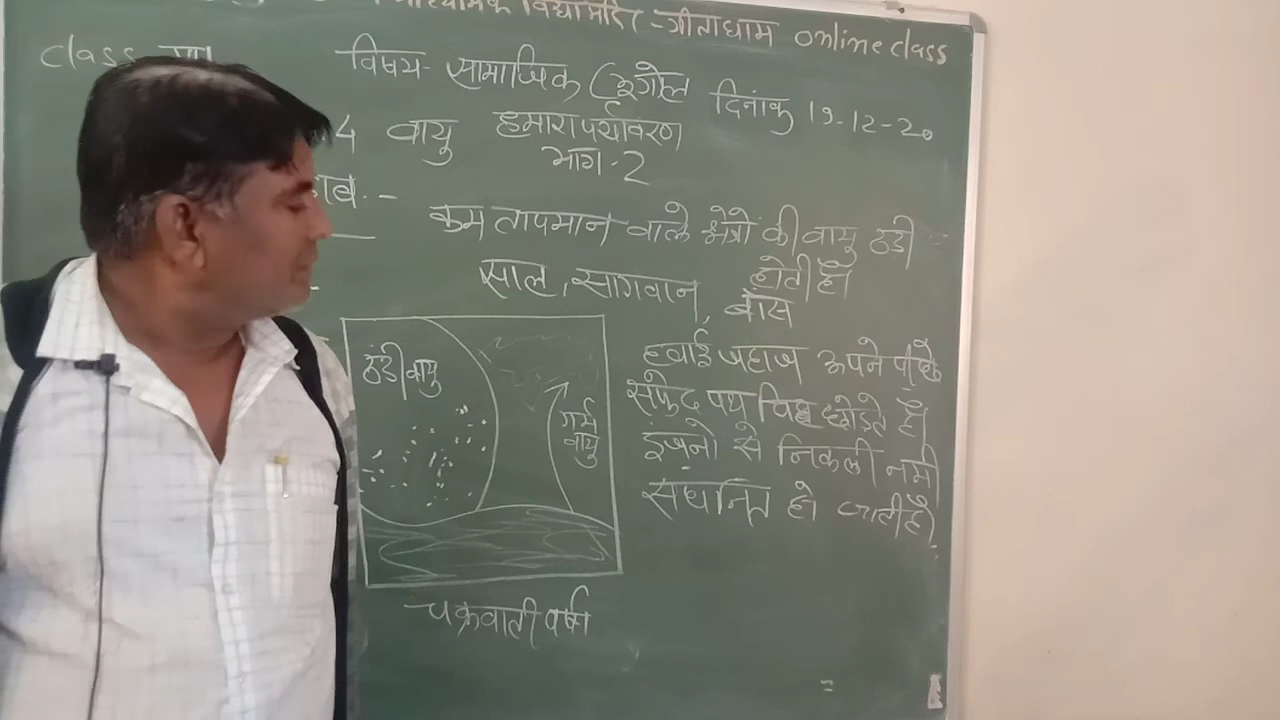 विद्यामंदिर - गीताधाम online class
class
विषय - सामाजिक (भूगोल दिनांक 19-12-20
4 वायु हमारा पर्यावरण
भाग - 2
कम तापमान वाले क्षेत्रों की वायु ठंडी
होती है।
साल, सागवान, बाँस
ठंडी वायु
गर्म
वायु
हवाई जहाज अपने पीछे
सफेद पथ चिह्न छोड़ते है।
इंजनो से निकली नमी
संघनित हो जाती है।
चक्रवाती वर्षा